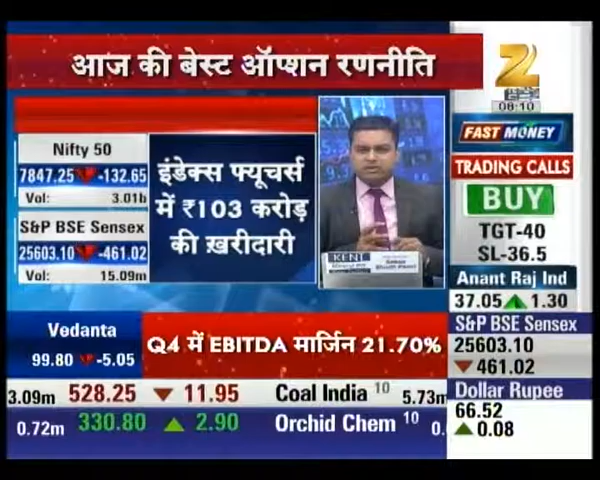 आज की बेस्ट ऑप्शन रणनीति
Z
08:10
Nifty 50
7847.25 -132.65
Vol: 3.01b
S&P BSE Sensex
25603.10 -461.02
Vol: 15.09m
इंडेक्स फ्यूचर्स
में ₹103 करोड़
की ख़रीदारी
KENT
FAST MONEY
TRADING CALLS
BUY
TGT-40
SL-36.5
Anant Raj Ind
37.05 1.30
S&P BSE Sensex
25603.10
461.02
Dollar Rupee
66.52
0.08
Vedanta
99.80 -5.05
Q4 में EBITDA मार्जिन 21.70%
3.09m 528.25 11.95 Coal India 10 5.73m
0.72m 330.80 2.90 Orchid Chem 10 0.